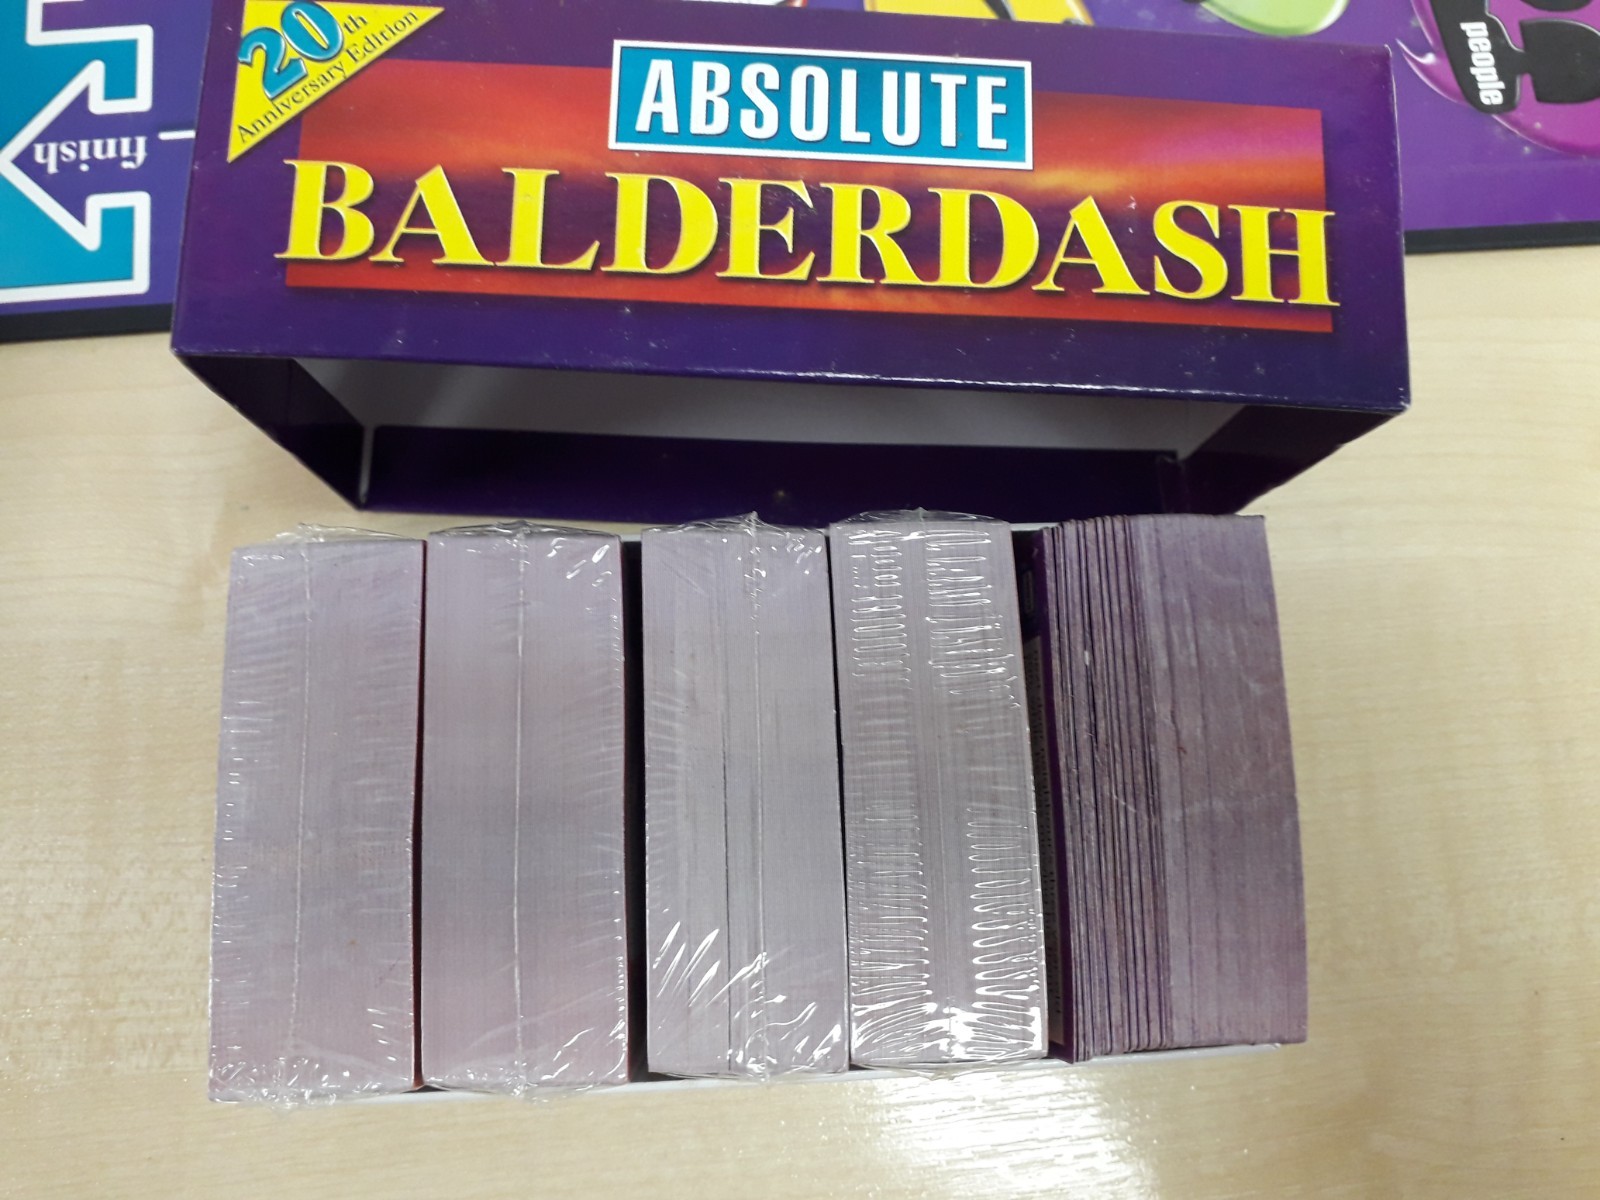 20th
Anniversary Edition
ABSOLUTE
BALDERDASH
finish
people